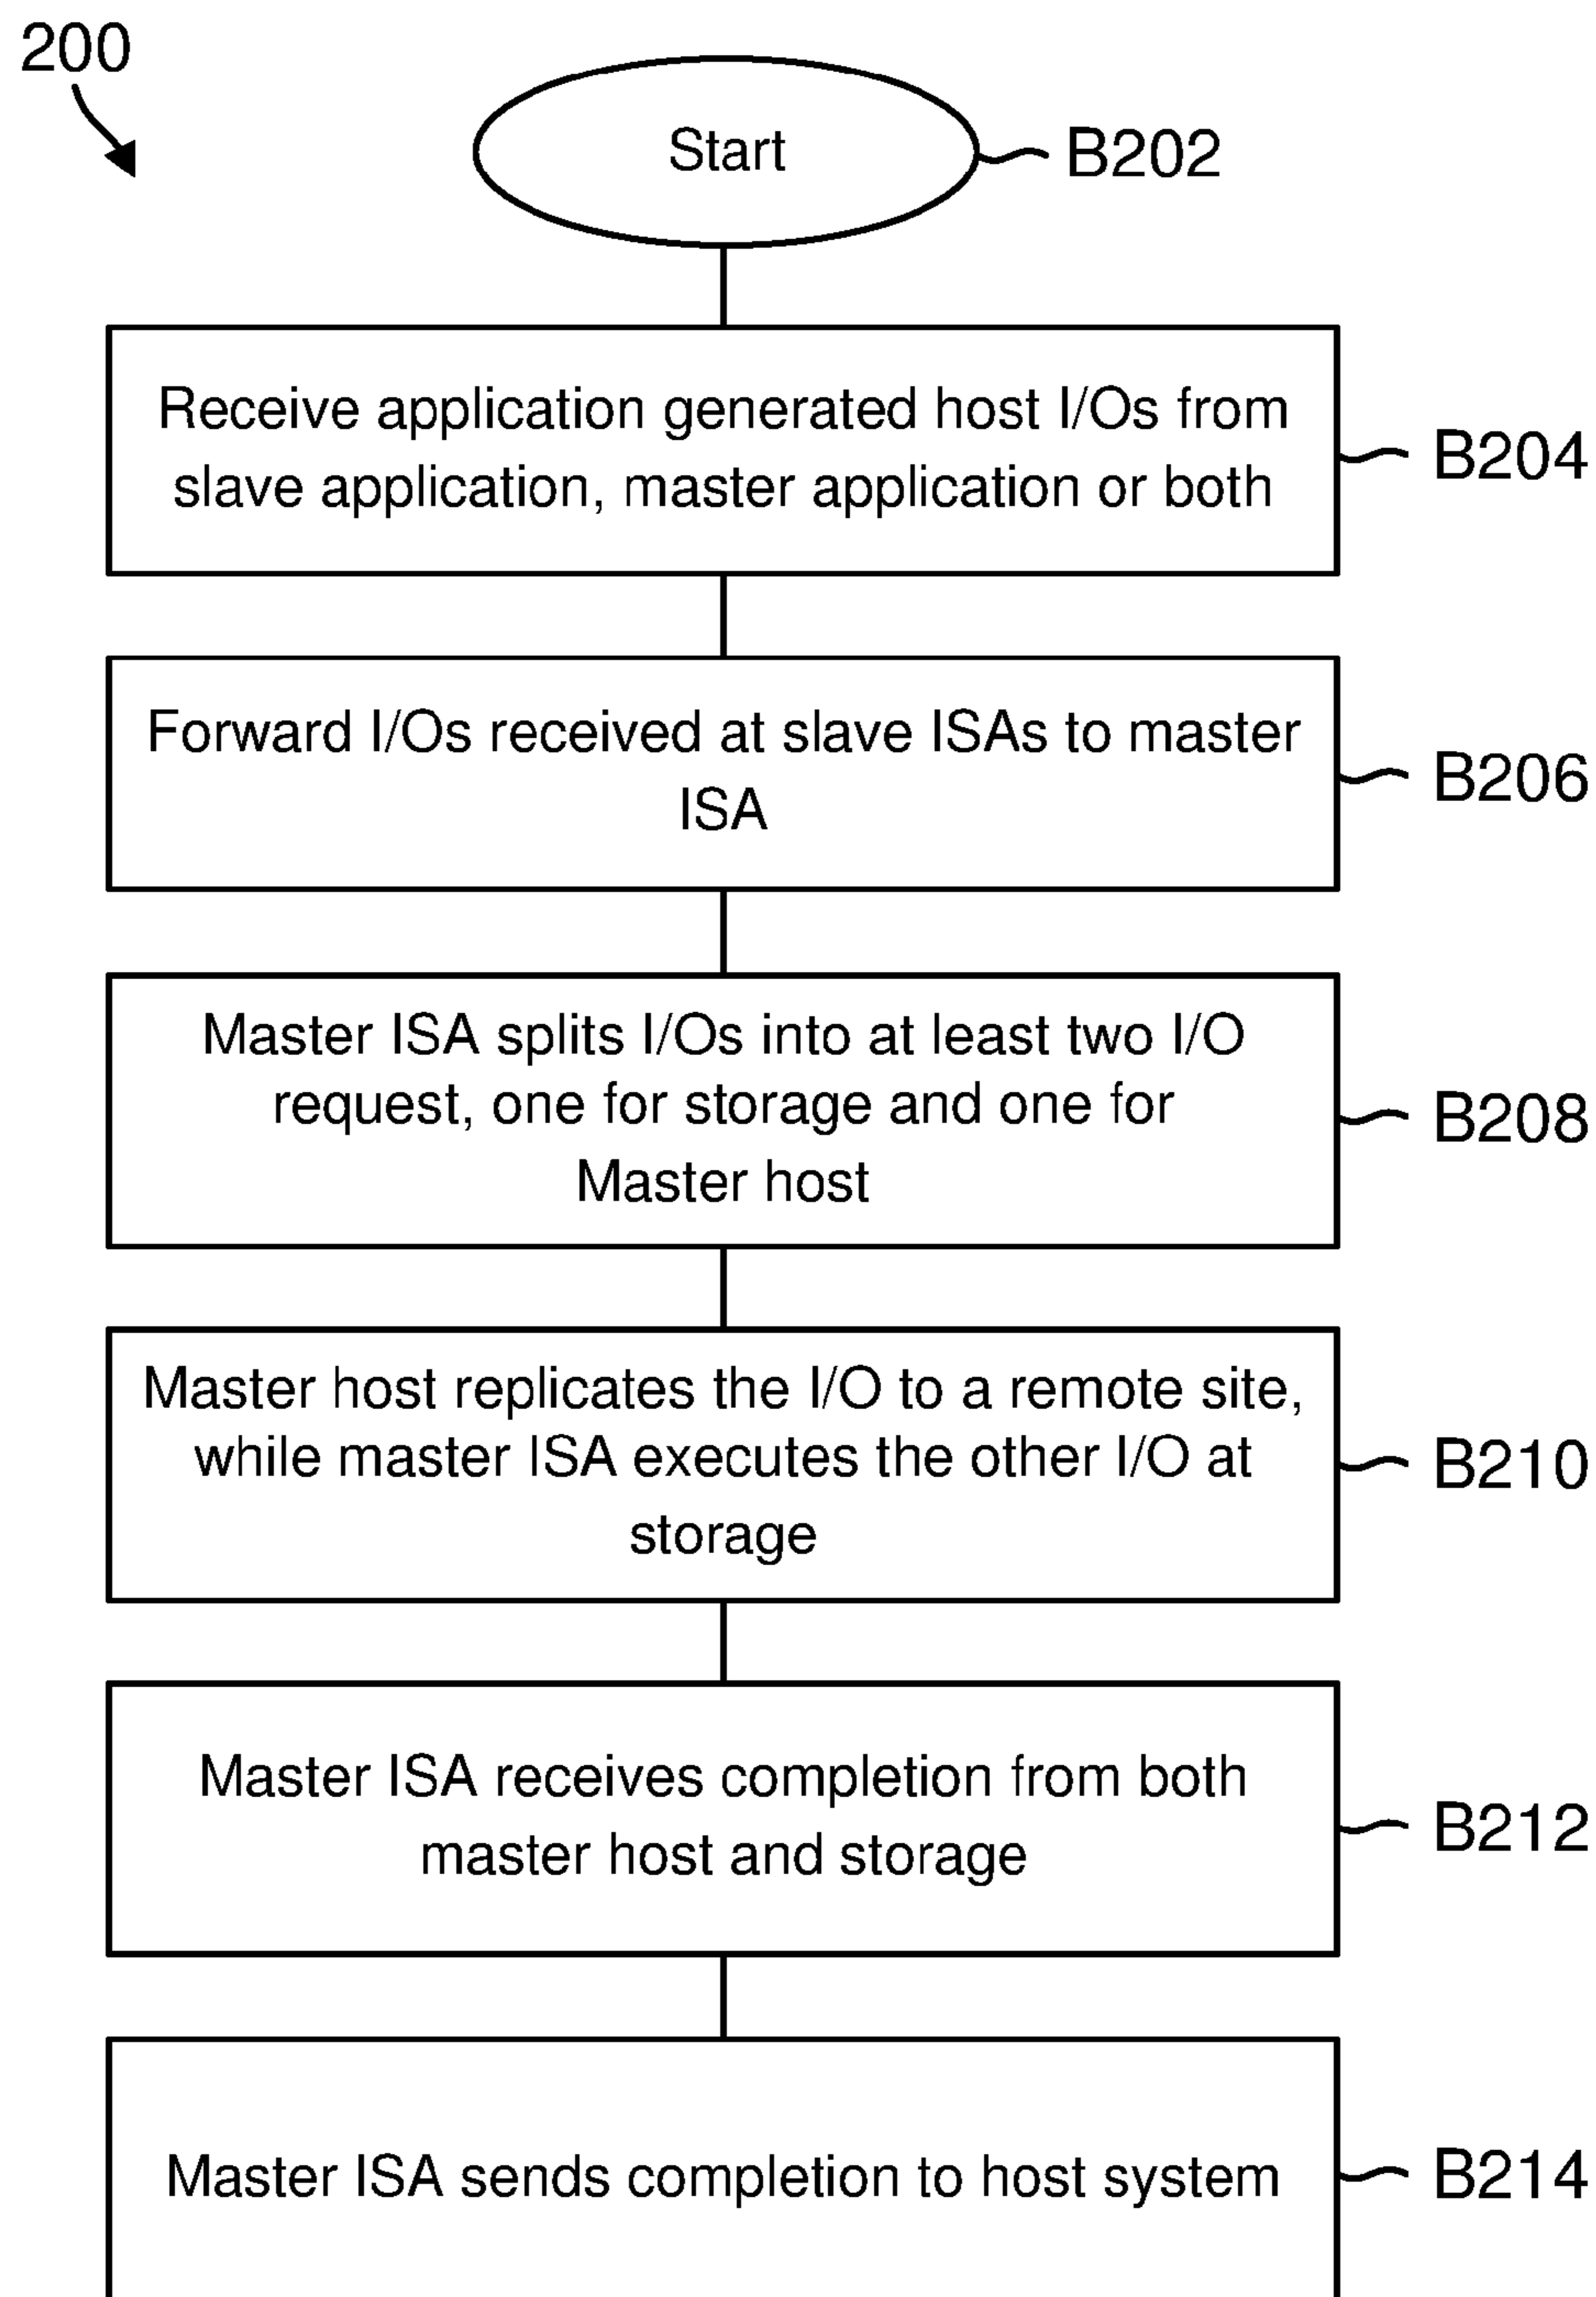 200
Start
B202
Receive application generated host I/Os from
slave application, master application or both
B204
Forward I/Os received at slave ISAs to master
ISA
B206
Master ISA splits I/Os into at least two I/O
request, one for storage and one for
Master host
B208
Master host replicates the I/O to a remote site,
while master ISA executes the other I/O at
storage
B210
Master ISA receives completion from both
master host and storage
B212
Master ISA sends completion to host system
B214